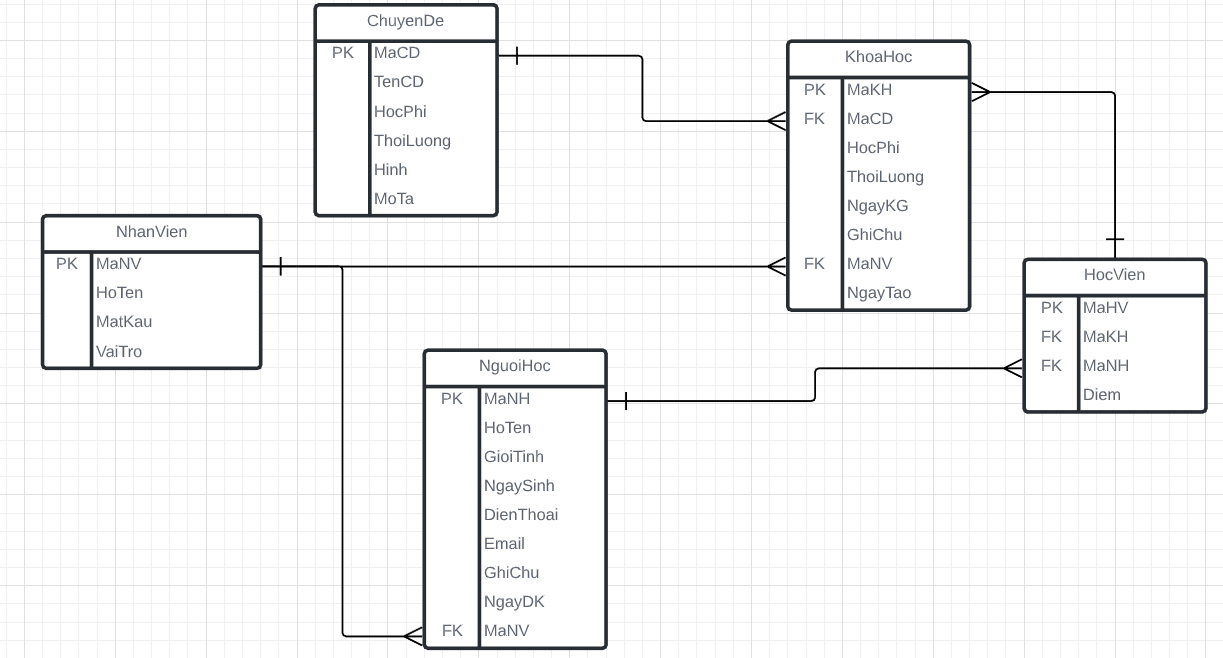 ChuyenDe
PK MaCD
TenCD
HocPhi
ThoiLuong
Hinh
MoTa
KhoaHoc
PK MaKH
FK MaCD
HocPhi
ThoiLuong
NgayKG
GhiChu
FK MaNV
NgayTao
NhanVien
PK MaNV
HoTen
MatKau
VaiTro
HocVien
PK MaHV
FK MaKH
FK MaNH
Diem
NguoiHoc
PK MaNH
HoTen
GioiTinh
NgaySinh
DienThoai
Email
GhiChu
NgayDK
FK MaNV